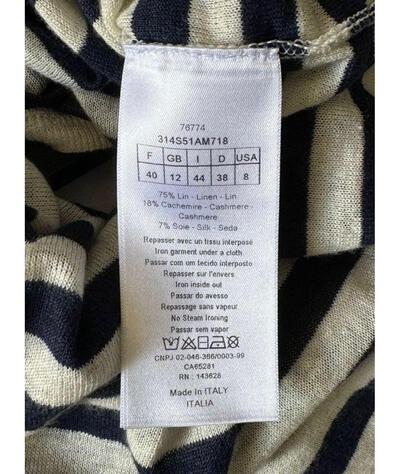 76774
314S51AM718
F GB I D USA
40 12 44 38 8
75% Lin - Linen - Lin
18% Cachemire - Cashmere -
Cashmere
7% Soie - Silk - Seda
Repasser avec un tissu interposé
Iron garment under a cloth
Passar com um tecido interposto
Repasser sur l'envers
Iron inside out
Passar do avesso
Repassage sans vapeur
No Steam Ironing
Passar sem vapor
CNPJ 02-046-366/0003-99
CA65281
RN : 143628
Made in ITALY
ITALIA